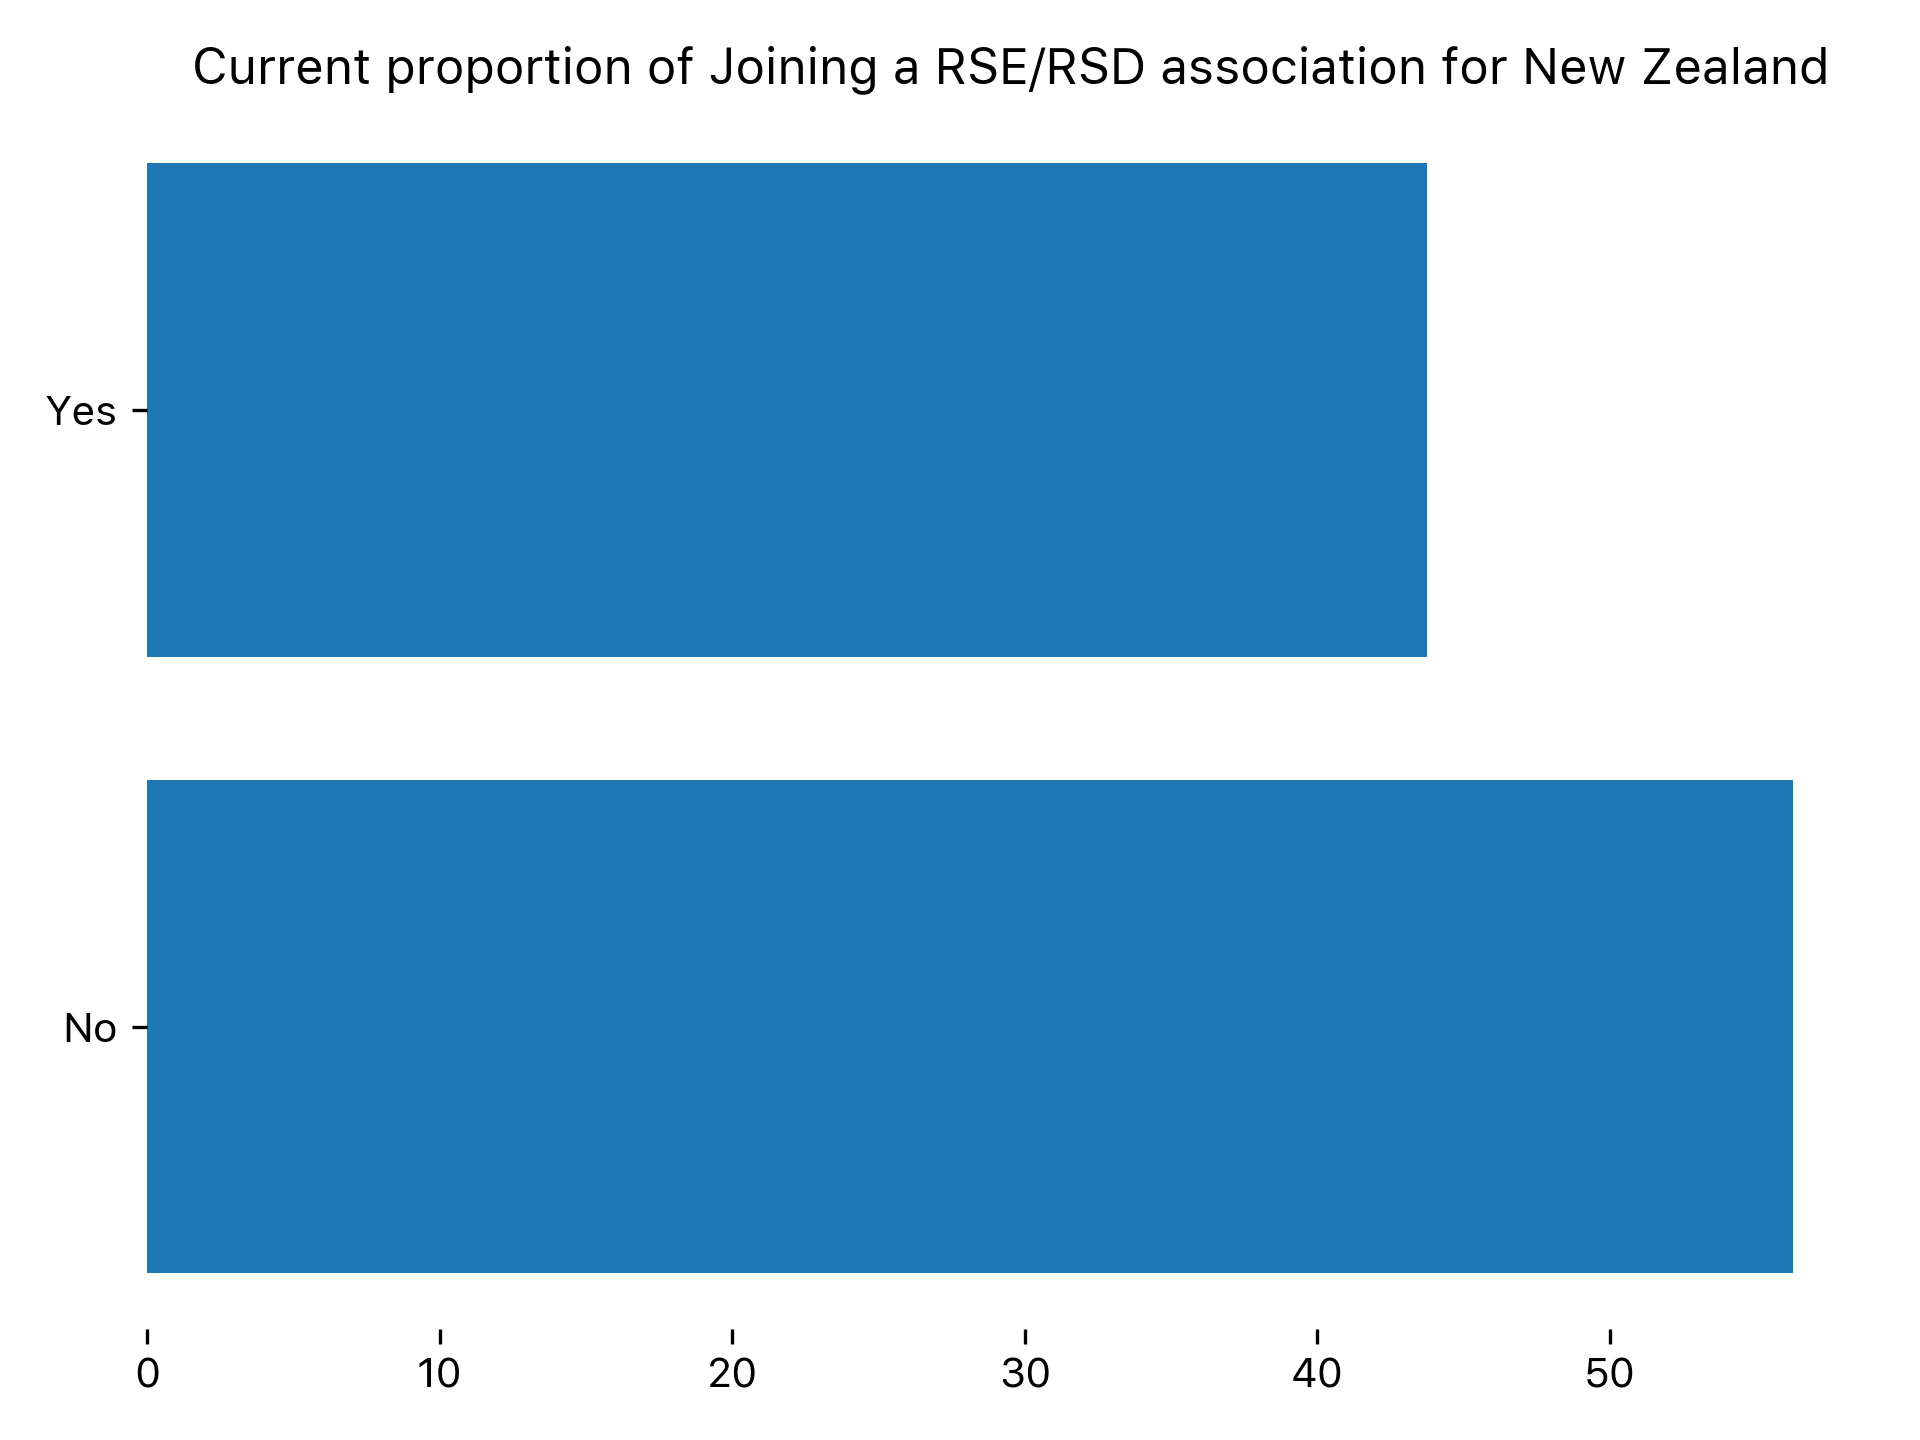 Current proportion of Joining a RSE/RSD association for New Zealand
Yes
No
0 10 20 30 40 50